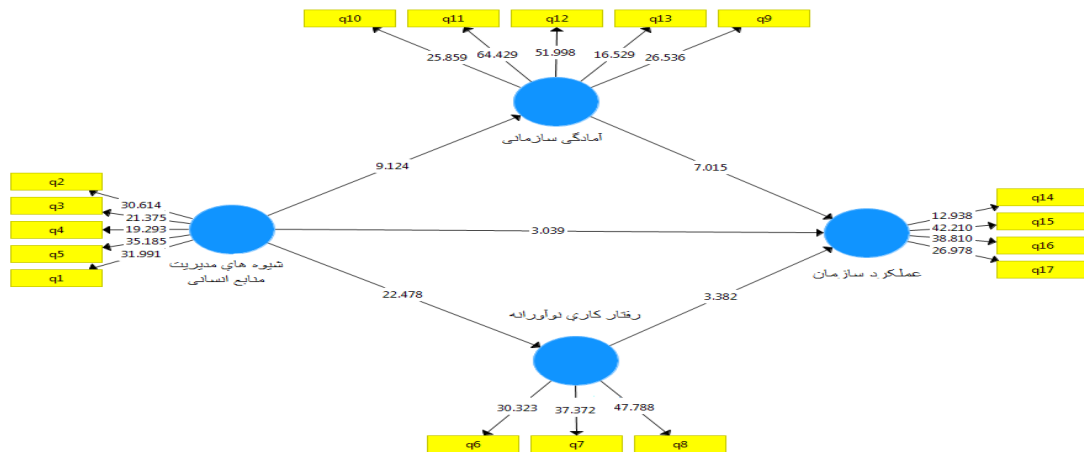 q10
q11
q12
q13
q9
25.859
64.429
51.998
16.529
26.536
آمادگی سازمانی
9.124
7.015
q2
q3
q4
q5
q1
30.614
21.375
19.293
35.185
31.991
شیوه هاي مدیریت
منابع انسانی
3.039
q14
q15
q16
q17
12.938
42.210
38.810
26.978
عملکرد سازمان
22.478
3.382
رفتار کاري نوآورانه
30.323
37.372
47.788
q6
q7
q8